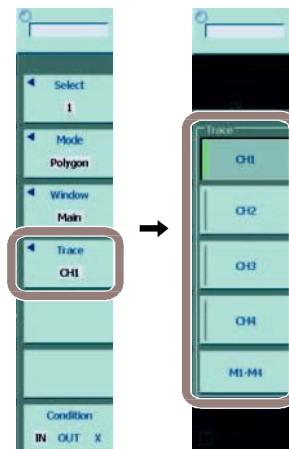 Select
1
Mode
Polygon
Window
Main
Trace
CH1
Condition
IN OUT X
Trace
CH1
CH2
CH3
CH4
M1-M4